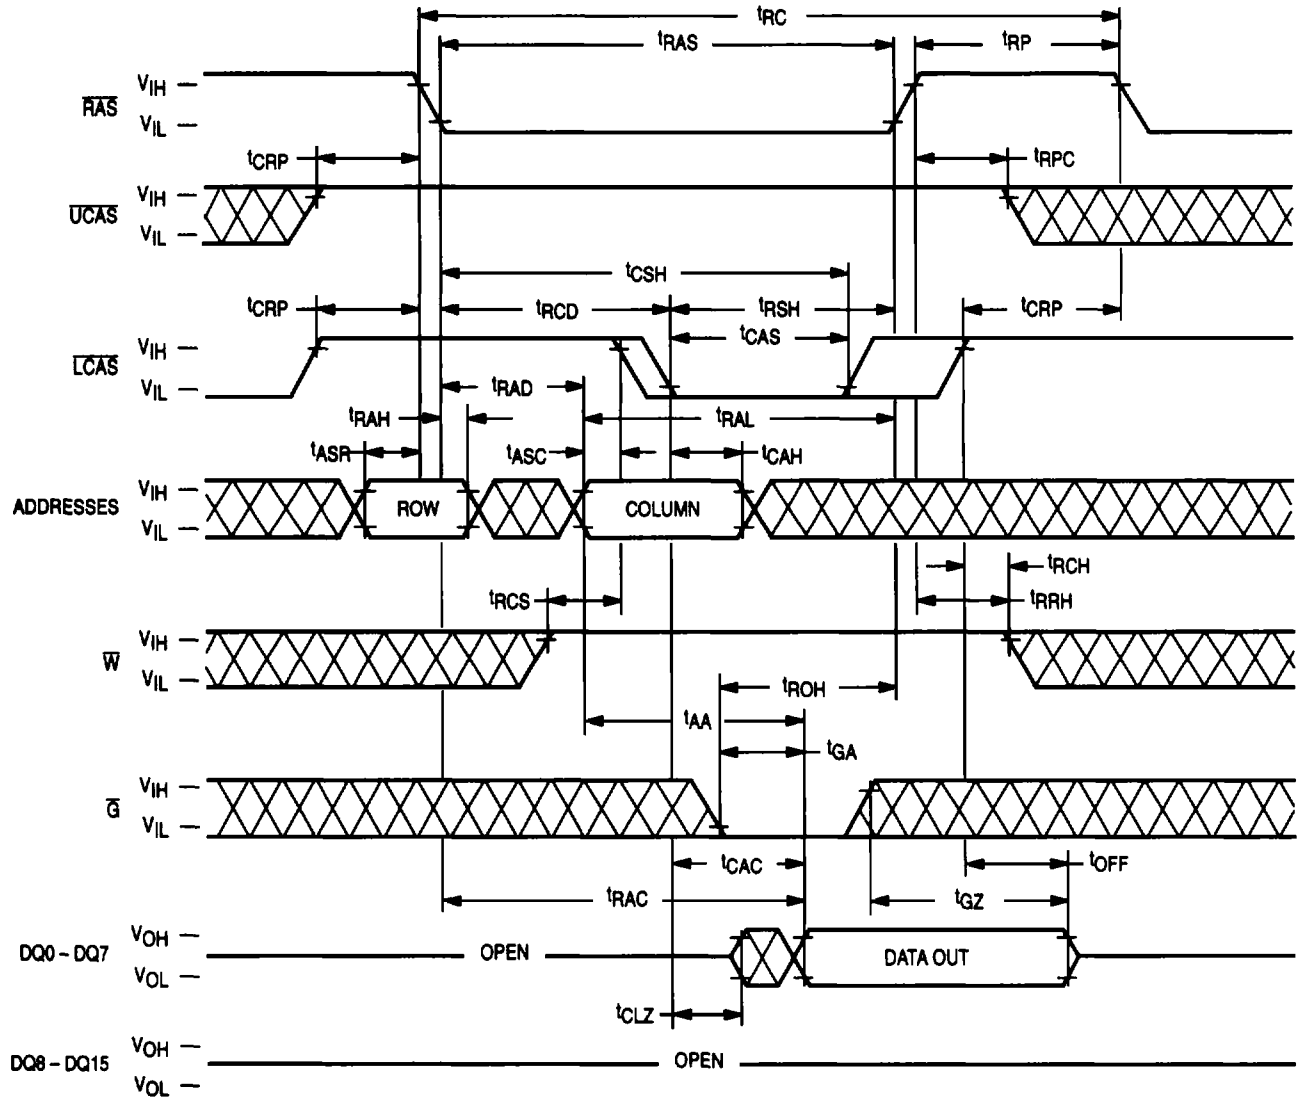 tRC
tRAS
tRP
VIH
RAS
VIL
tCRP
tRPC
VIH
UCAS
VIL
tCSH
tCRP
tRCD
tRSH
tCRP
tCAS
VIH
LCAS
VIL
tRAD
tRAH
tRAL
tASR
tASC
tCAH
VIH
ADDRESSES
ROW
COLUMN
VIL
tRCH
tRCS
tRRH
VIH
W
VIL
tROH
tAA
tGA
VIH
G
VIL
tCAC
tOFF
tRAC
tGZ
VOH
DQ0 – DQ7
OPEN
DATA OUT
VOL
tCLZ
VOH
DQ8 – DQ15
OPEN
VOL